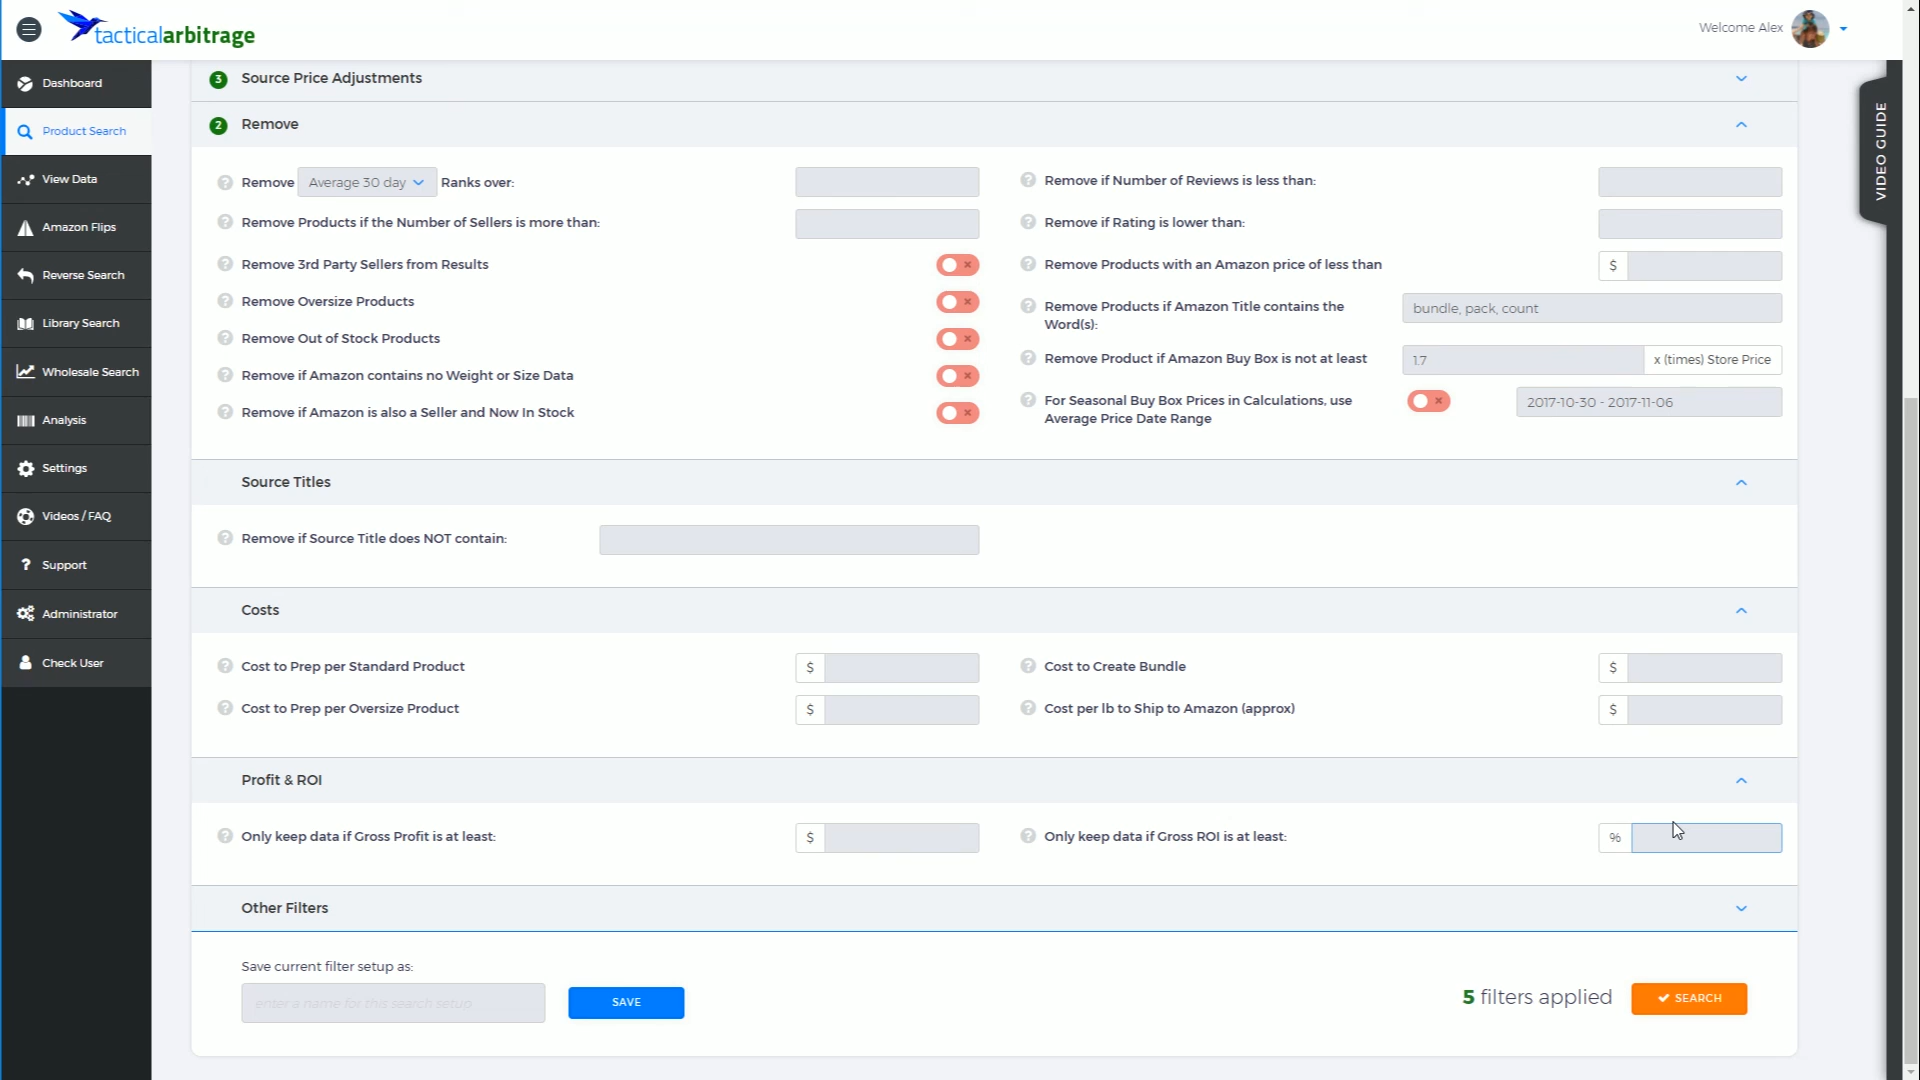 tacticalarbitrage
Welcome Alex
Dashboard
Product Search
View Data
Amazon Flips
Reverse Search
Library Search
Wholesale Search
Analysis
Settings
Videos / FAQ
? Support
Administrator
Check User
VIDEO GUIDE
3 Source Price Adjustments
2 Remove
? Remove Average 30 day Ranks over:
? Remove Products if the Number of Sellers is more than:
? Remove 3rd Party Sellers from Results
? Remove Oversize Products
? Remove Out of Stock Products
? Remove if Amazon contains no Weight or Size Data
? Remove if Amazon is also a Seller and Now In Stock
? Remove if Number of Reviews is less than:
? Remove if Rating is lower than:
? Remove Products with an Amazon price of less than $
? Remove Products if Amazon Title contains the
Word(s):
bundle, pack, count
? Remove Product if Amazon Buy Box is not at least 1.7 x (times) Store Price
? For Seasonal Buy Box Prices in Calculations, use
Average Price Date Range
2017-10-30 - 2017-11-06
Source Titles
? Remove if Source Title does NOT contain:
Costs
? Cost to Prep per Standard Product $
? Cost to Prep per Oversize Product $
? Cost to Create Bundle $
? Cost per lb to Ship to Amazon (approx) $
Profit & ROI
? Only keep data if Gross Profit is at least: $
? Only keep data if Gross ROI is at least: %
Other Filters
Save current filter setup as:
enter a name for this search setup
SAVE
5 filters applied
SEARCH